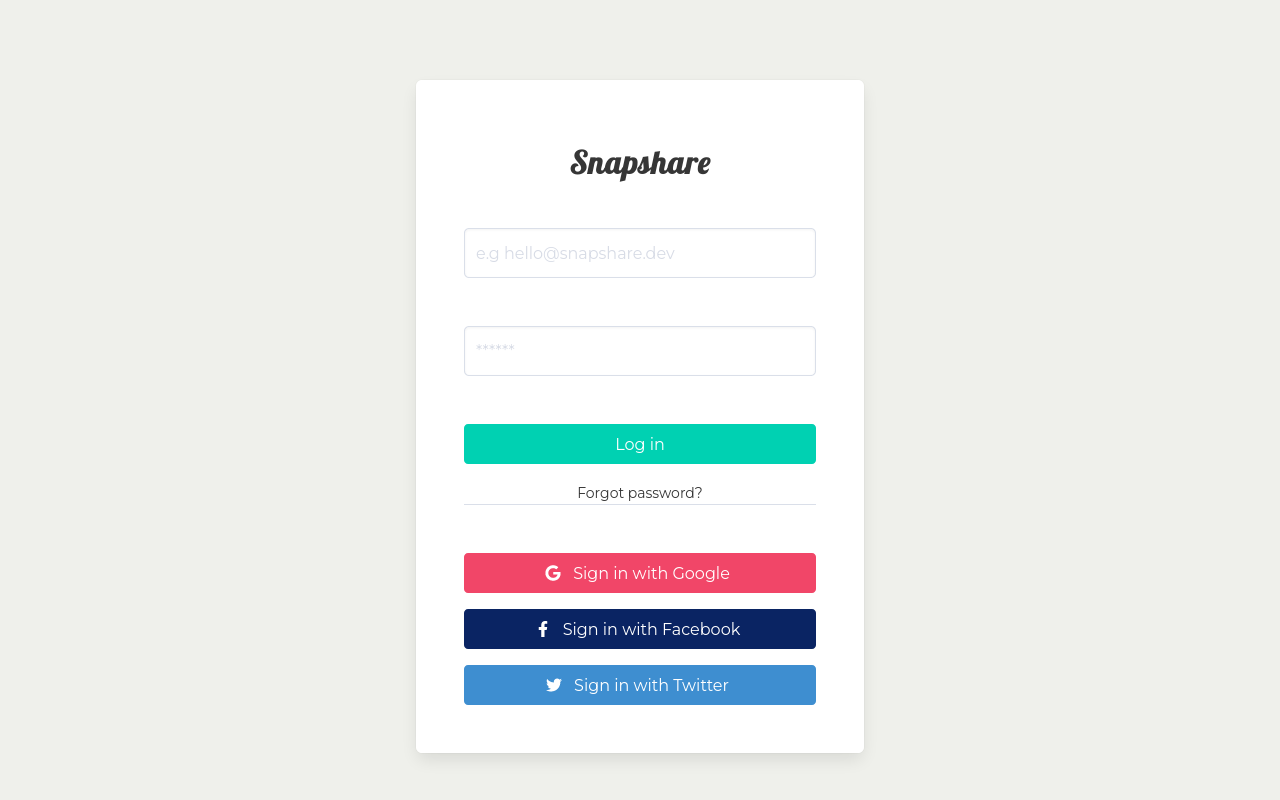 Snapshare
e.g hello@snapshare.dev
******
Log in
Forgot password?
Sign in with Google
Sign in with Facebook
Sign in with Twitter